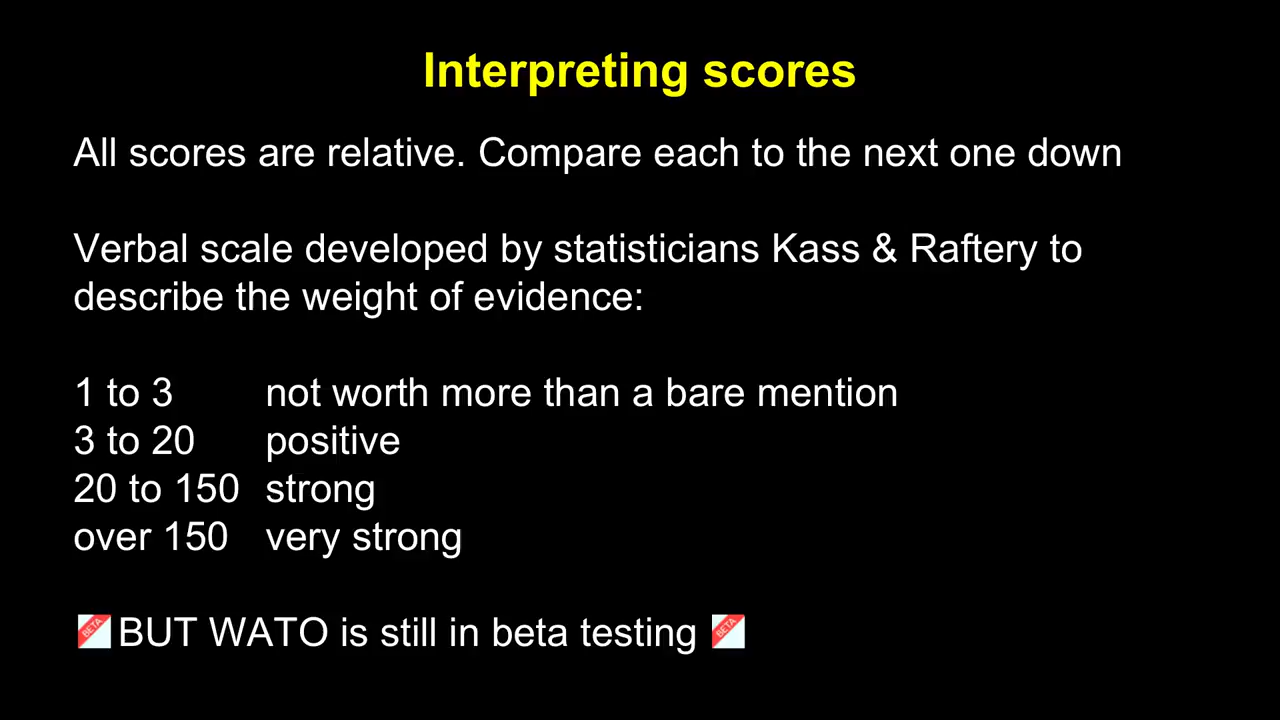 Interpreting scores
All scores are relative. Compare each to the next one down
Verbal scale developed by statisticians Kass & Raftery to
describe the weight of evidence:
1 to 3 not worth more than a bare mention
3 to 20 positive
20 to 150 strong
over 150 very strong
BETA BUT WATO is still in beta testing BETA